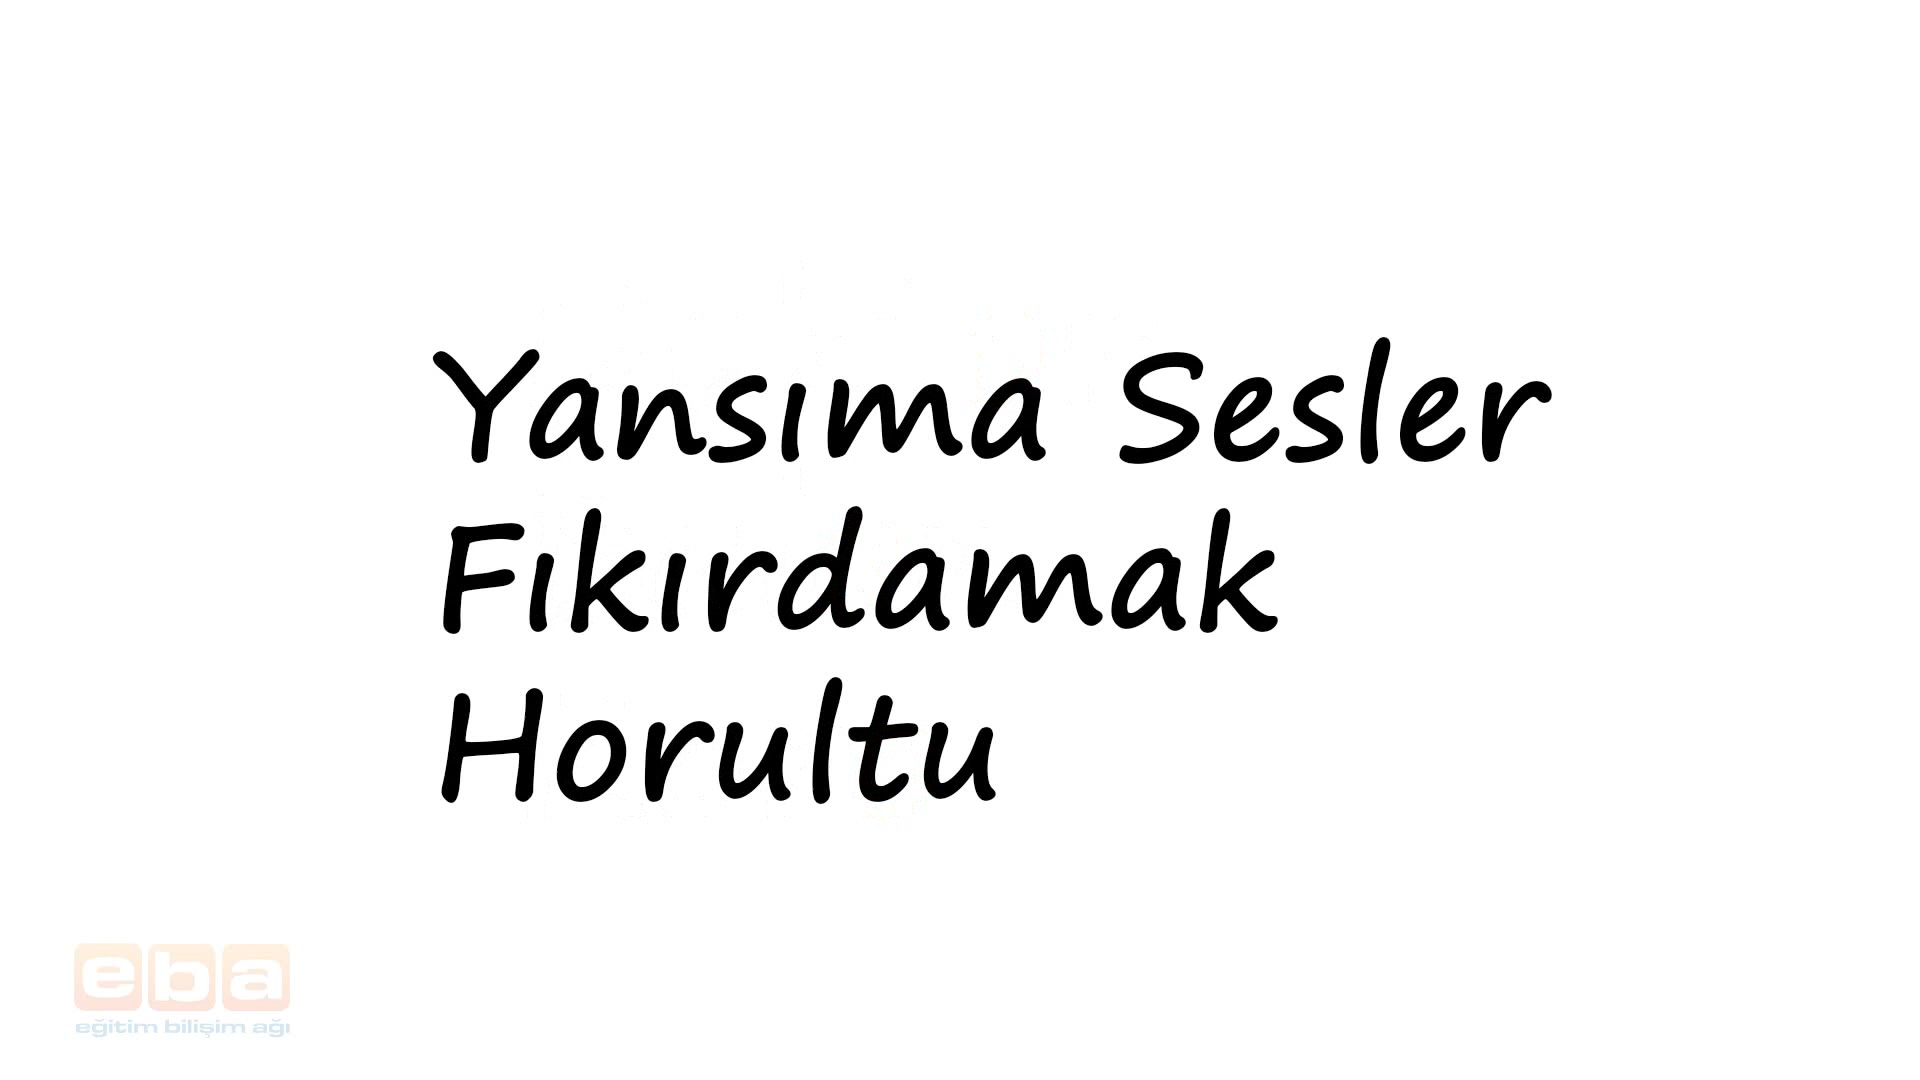 Yansıma Sesler
Fıkırdamak
Horultu
eba
eğitim bilişim ağı